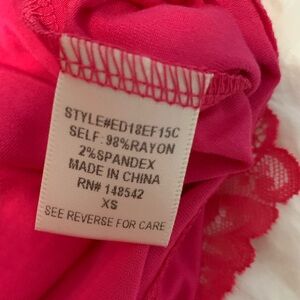 STYLE#ED18EF15C
SELF: 98%RAYON
2%SPANDEX
MADE IN CHINA
RN# 148542
XS
SEE REVERSE FOR CARE